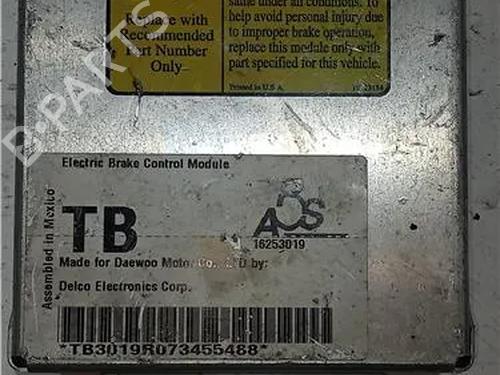 Replace with
Recommended
Part Number
Only
same under all conditions. To
help avoid personal injury due
to improper brake operation,
replace this module only with
part specified for this vehicle.
Printed in U.S.A.
B-PARTS
Electric Brake Control Module
Assembled in Mexico
TB
16253019
Made for Daewoo Motor Co., LTD by:
Delco Electronics Corp.
*TB3019R073455488*